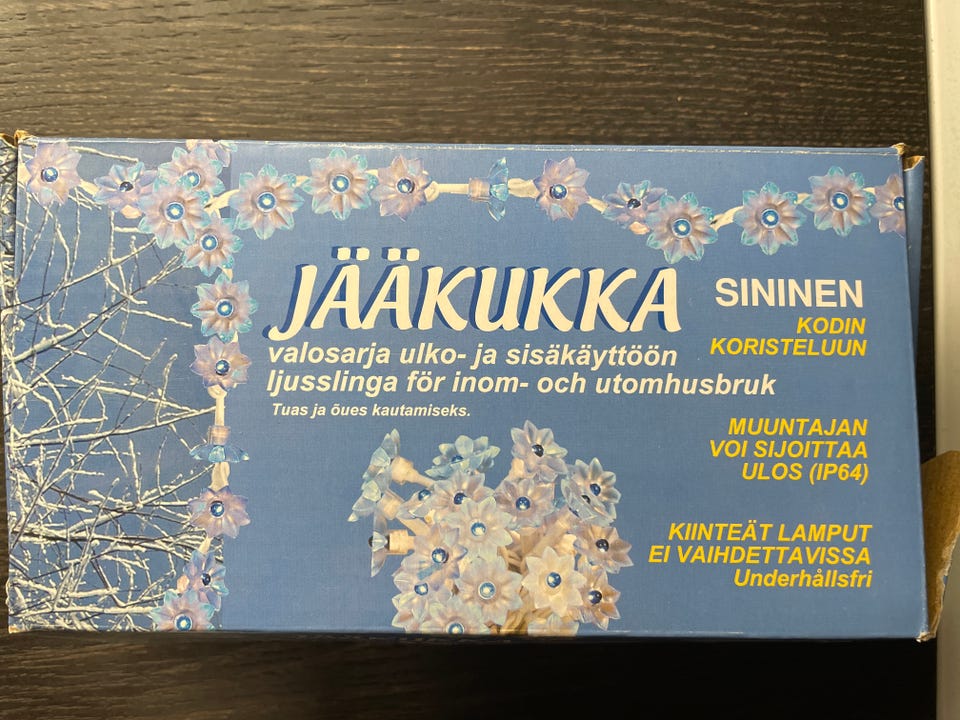 JÄÄKUKKA
valosarja ulko- ja sisäkäyttöön
ljusslinga för inom- och utomhusbruk
Tuas ja õues kautamiseks.
SININEN
KODIN
KORISTELUUN
MUUNTAJAN
VOI SIJOITTAA
ULOS (IP64)
KIINTEÄT LAMPUT
EI VAIHDETTAVISSA
Underhållsfri